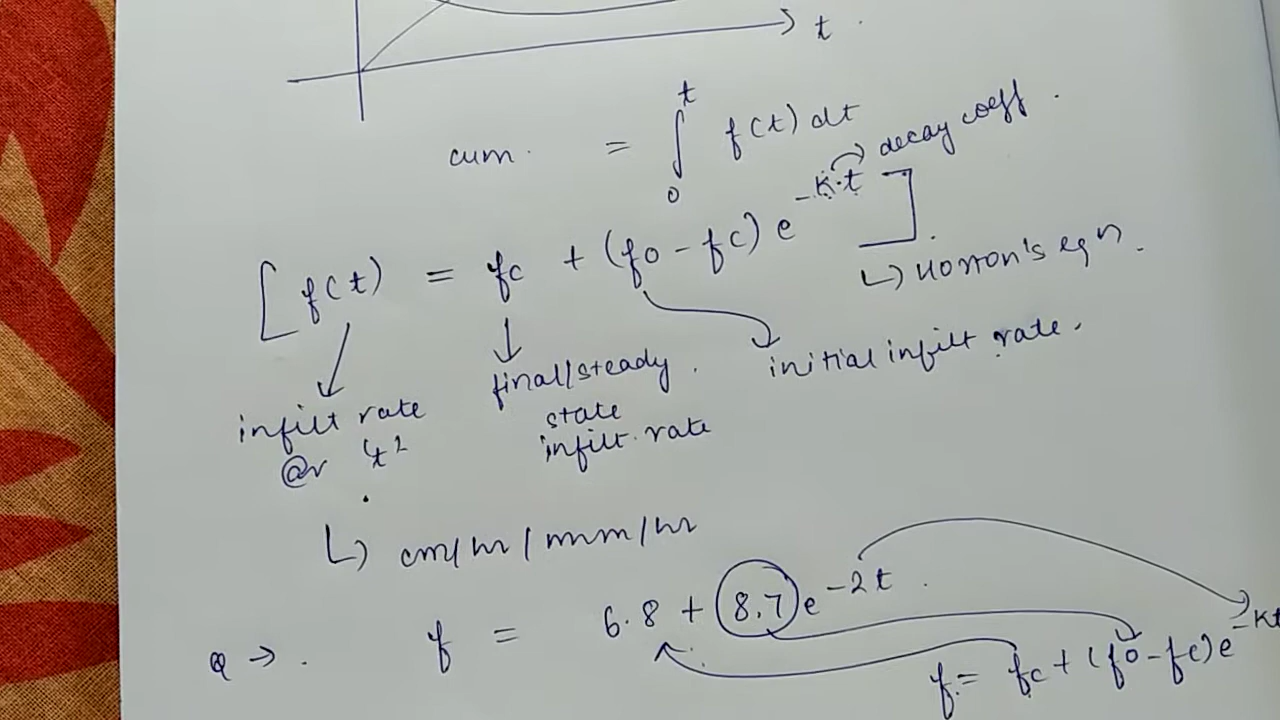 t
cum. = ∫₀ᵗ f(t) dt
decay coeff.
[ f(t) = fc + (fo - fc) e^-K.t ]
↳ Horton's eqn.
infilt rate @r "t"
final/steady state infilt. rate
initial infilt rate.
↳ cm/hr / mm/hr
Q → . f = 6.8 + 8.7 e^-2t .
f = fc + (fo - fc) e^-Kt